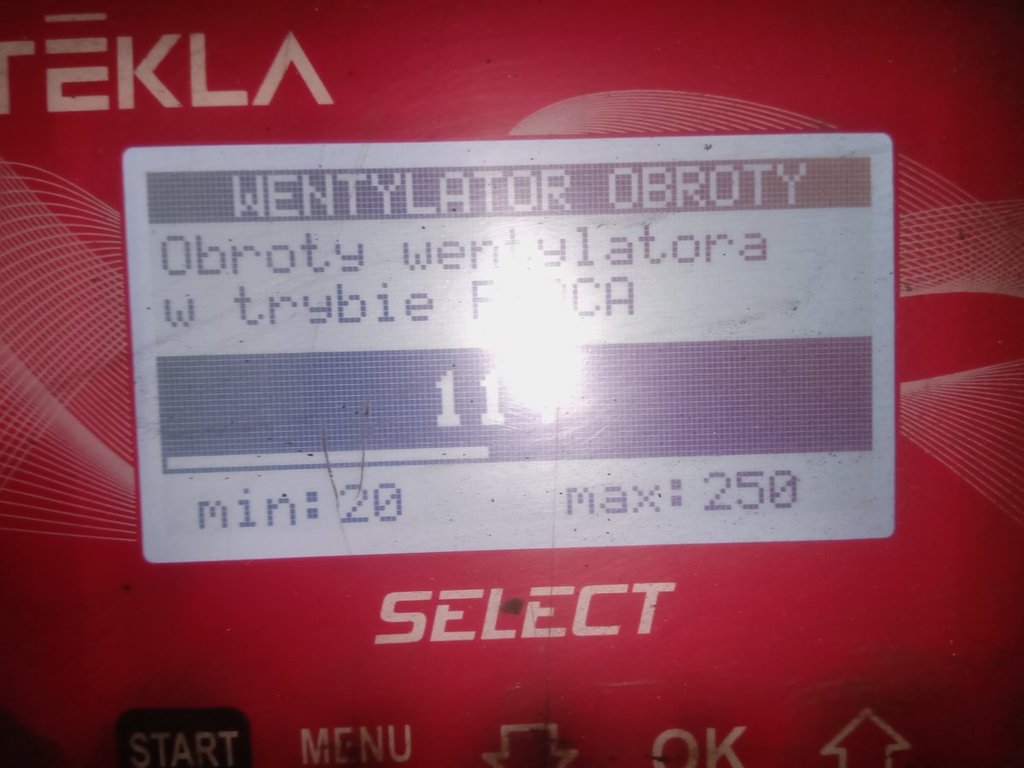 TEKLA
WENTYLATOR OBROTY
Obroty wentylatora
w trybie
min: 20 max: 250
SELECT
START MENU OK